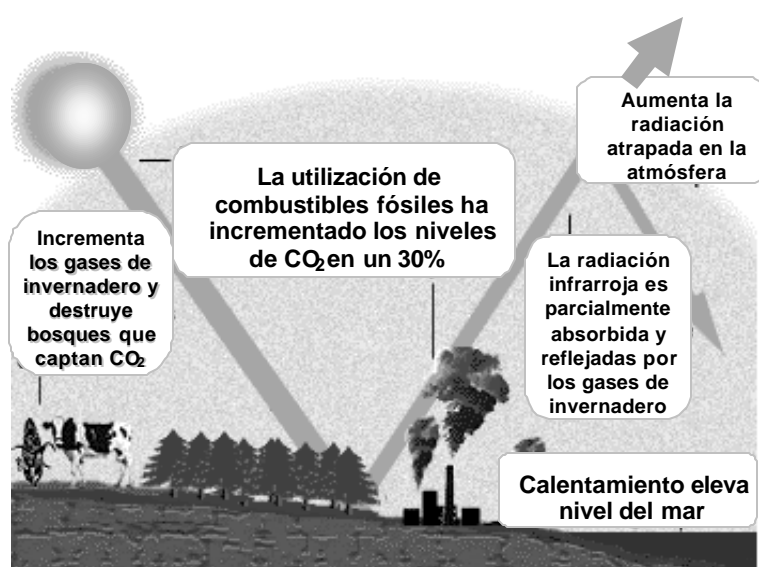 Aumenta la
radiación
atrapada en la
atmósfera
La utilización de
combustibles fósiles ha
incrementado los niveles
de CO2 en un 30%
Incrementa
los gases de
invernadero y
destruye
bosques que
captan CO2
La radiación
infrarroja es
parcialmente
absorbida y
reflejadas por
los gases de
invernadero
Calentamiento eleva
nivel del mar